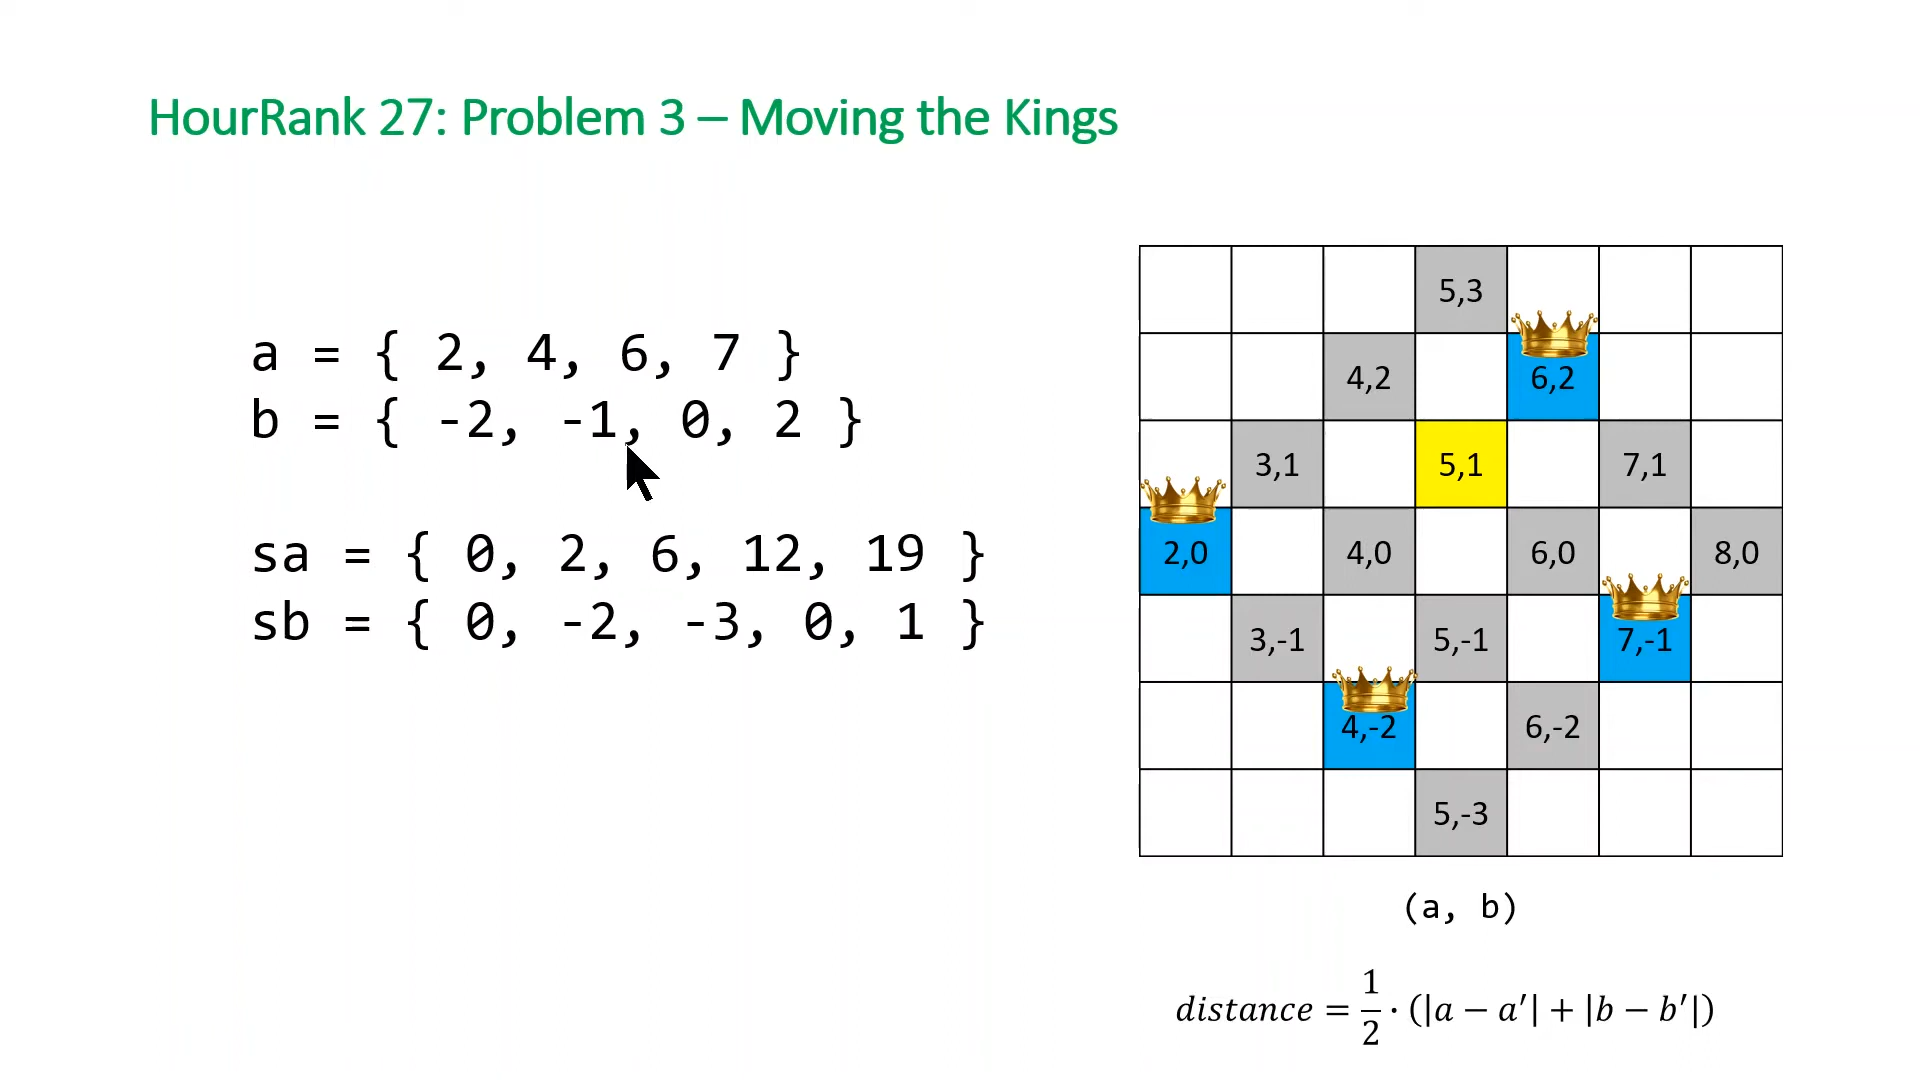 HourRank 27: Problem 3 – Moving the Kings
a = { 2, 4, 6, 7 }
b = { -2, -1, 0, 2 }
sa = { 0, 2, 6, 12, 19 }
sb = { 0, -2, -3, 0, 1 }
5,3
4,2 6,2
3,1 5,1 7,1
2,0 4,0 6,0 8,0
3,-1 5,-1 7,-1
4,-2 6,-2
5,-3
(a, b)
distance = 1/2 · (|a − a′| + |b − b′|)